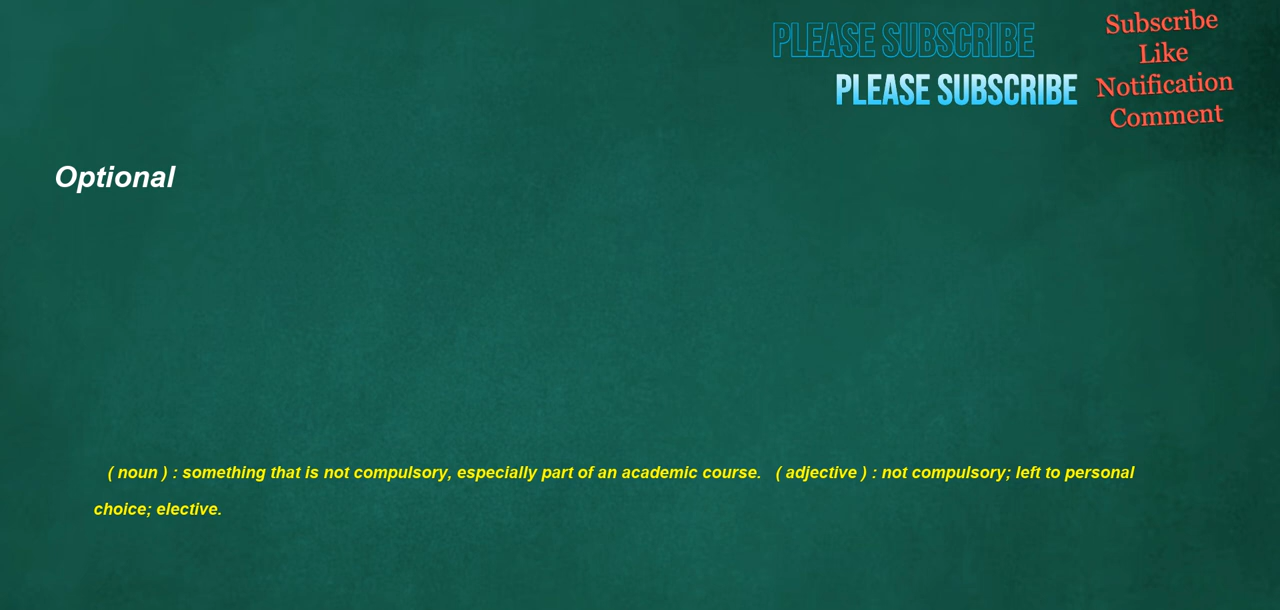 PLEASE SUBSCRIBE
PLEASE SUBSCRIBE
Subscribe
Like
Notification
Comment
Optional
( noun ) : something that is not compulsory, especially part of an academic course. ( adjective ) : not compulsory; left to personal
choice; elective.